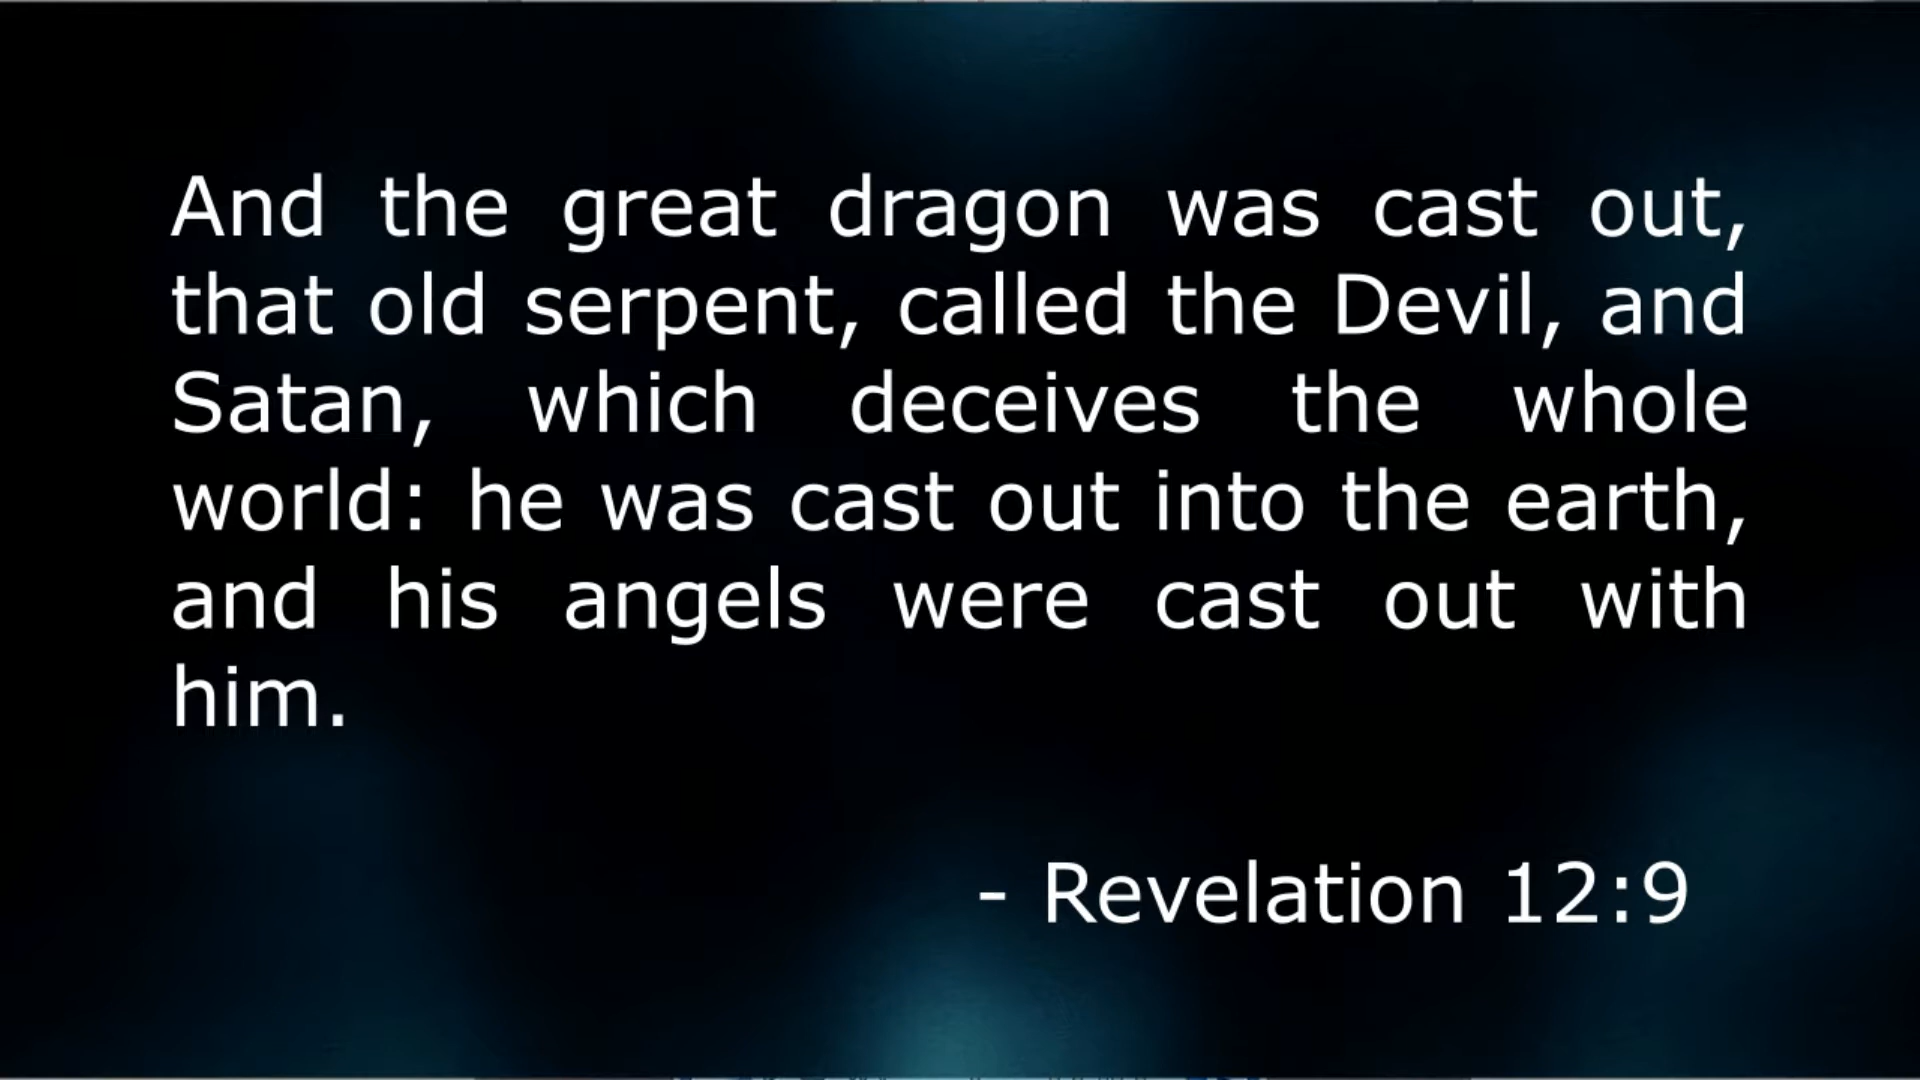 And the great dragon was cast out,
that old serpent, called the Devil, and
Satan, which deceives the whole
world: he was cast out into the earth,
and his angels were cast out with
him.
- Revelation 12:9